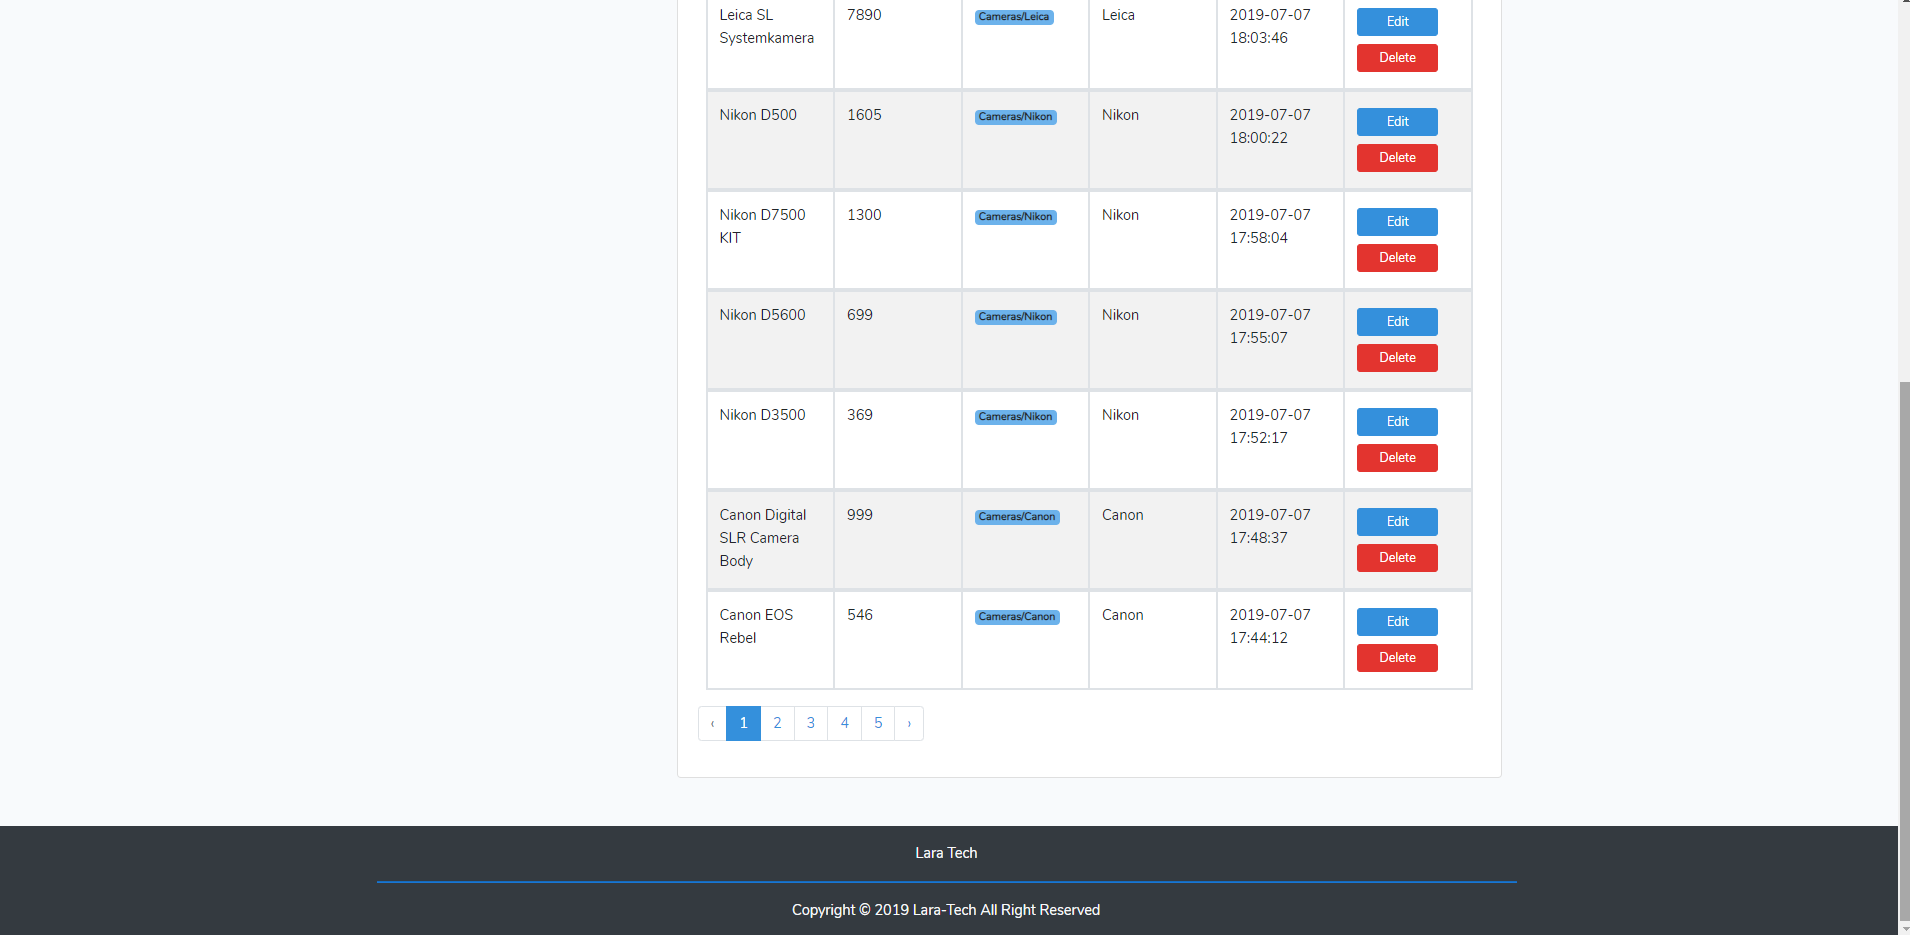 Leica SL 7890 Cameras/Leica Leica 2019-07-07 Edit
Systemkamera 18:03:46
Delete
Nikon D500 1605 Cameras/Nikon Nikon 2019-07-07 Edit
18:00:22
Delete
Nikon D7500 1300 Cameras/Nikon Nikon 2019-07-07 Edit
KIT 17:58:04
Delete
Nikon D5600 699 Cameras/Nikon Nikon 2019-07-07 Edit
17:55:07
Delete
Nikon D3500 369 Cameras/Nikon Nikon 2019-07-07 Edit
17:52:17
Delete
Canon Digital 999 Cameras/Canon Canon 2019-07-07 Edit
SLR Camera 17:48:37
Body Delete
Canon EOS 546 Cameras/Canon Canon 2019-07-07 Edit
Rebel 17:44:12
Delete
‹ 1 2 3 4 5 ›
Lara Tech
Copyright © 2019 Lara-Tech All Right Reserved